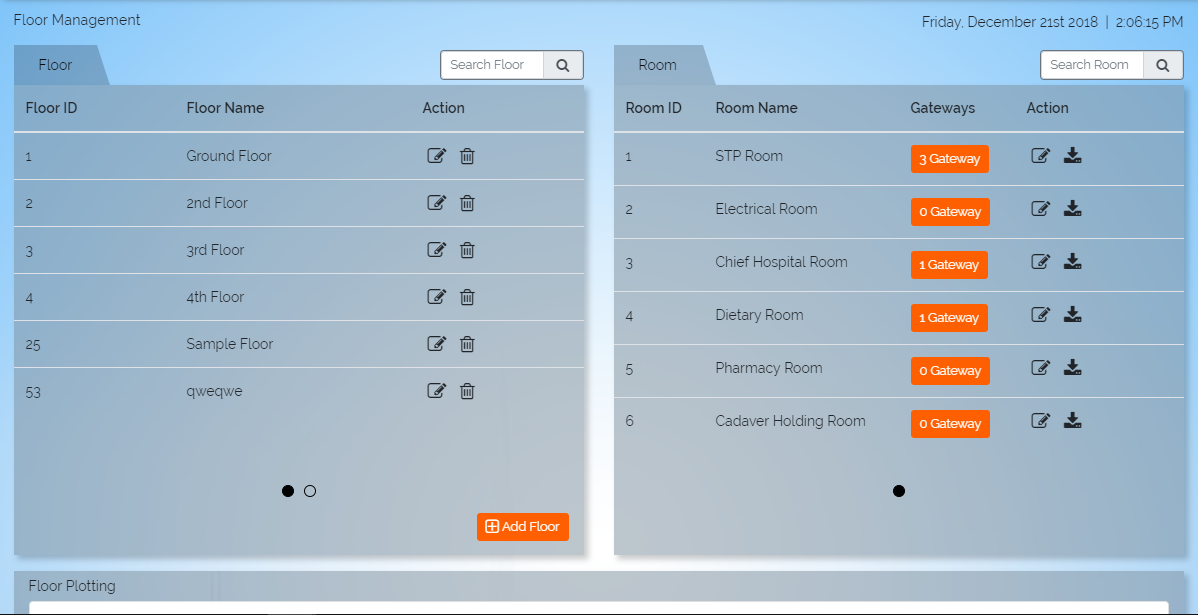 Floor Management
Friday, December 21st 2018 | 2:06:15 PM
Floor
Search Floor
Floor ID Floor Name Action
1 Ground Floor
2 2nd Floor
3 3rd Floor
4 4th Floor
25 Sample Floor
53 qweqwe
Add Floor
Room
Search Room
Room ID Room Name Gateways Action
1 STP Room 3 Gateway
2 Electrical Room 0 Gateway
3 Chief Hospital Room 1 Gateway
4 Dietary Room 1 Gateway
5 Pharmacy Room 0 Gateway
6 Cadaver Holding Room 0 Gateway
Floor Plotting